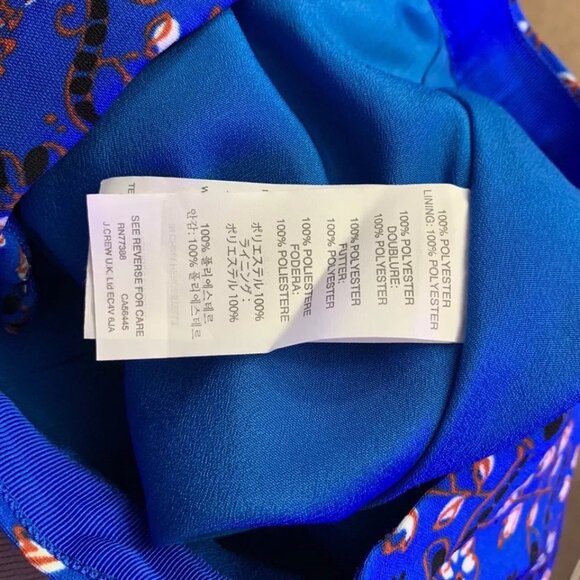 100% POLYESTER
LINING: 100% POLYESTER
100% POLYESTER
DOUBLURE:
100% POLYESTER
100% POLYESTER
FUTTER:
100% POLYESTER
100% POLIESTERE
FODERA:
100% POLIESTERE
ポリエステル 100%
ライニング：
ポリエステル 100%
100% 폴리에스테르
안감: 100% 폴리에스테르
SEE REVERSE FOR CARE
RN77388 CA56445
J.CREW U.K. Ltd EC4V 6JA